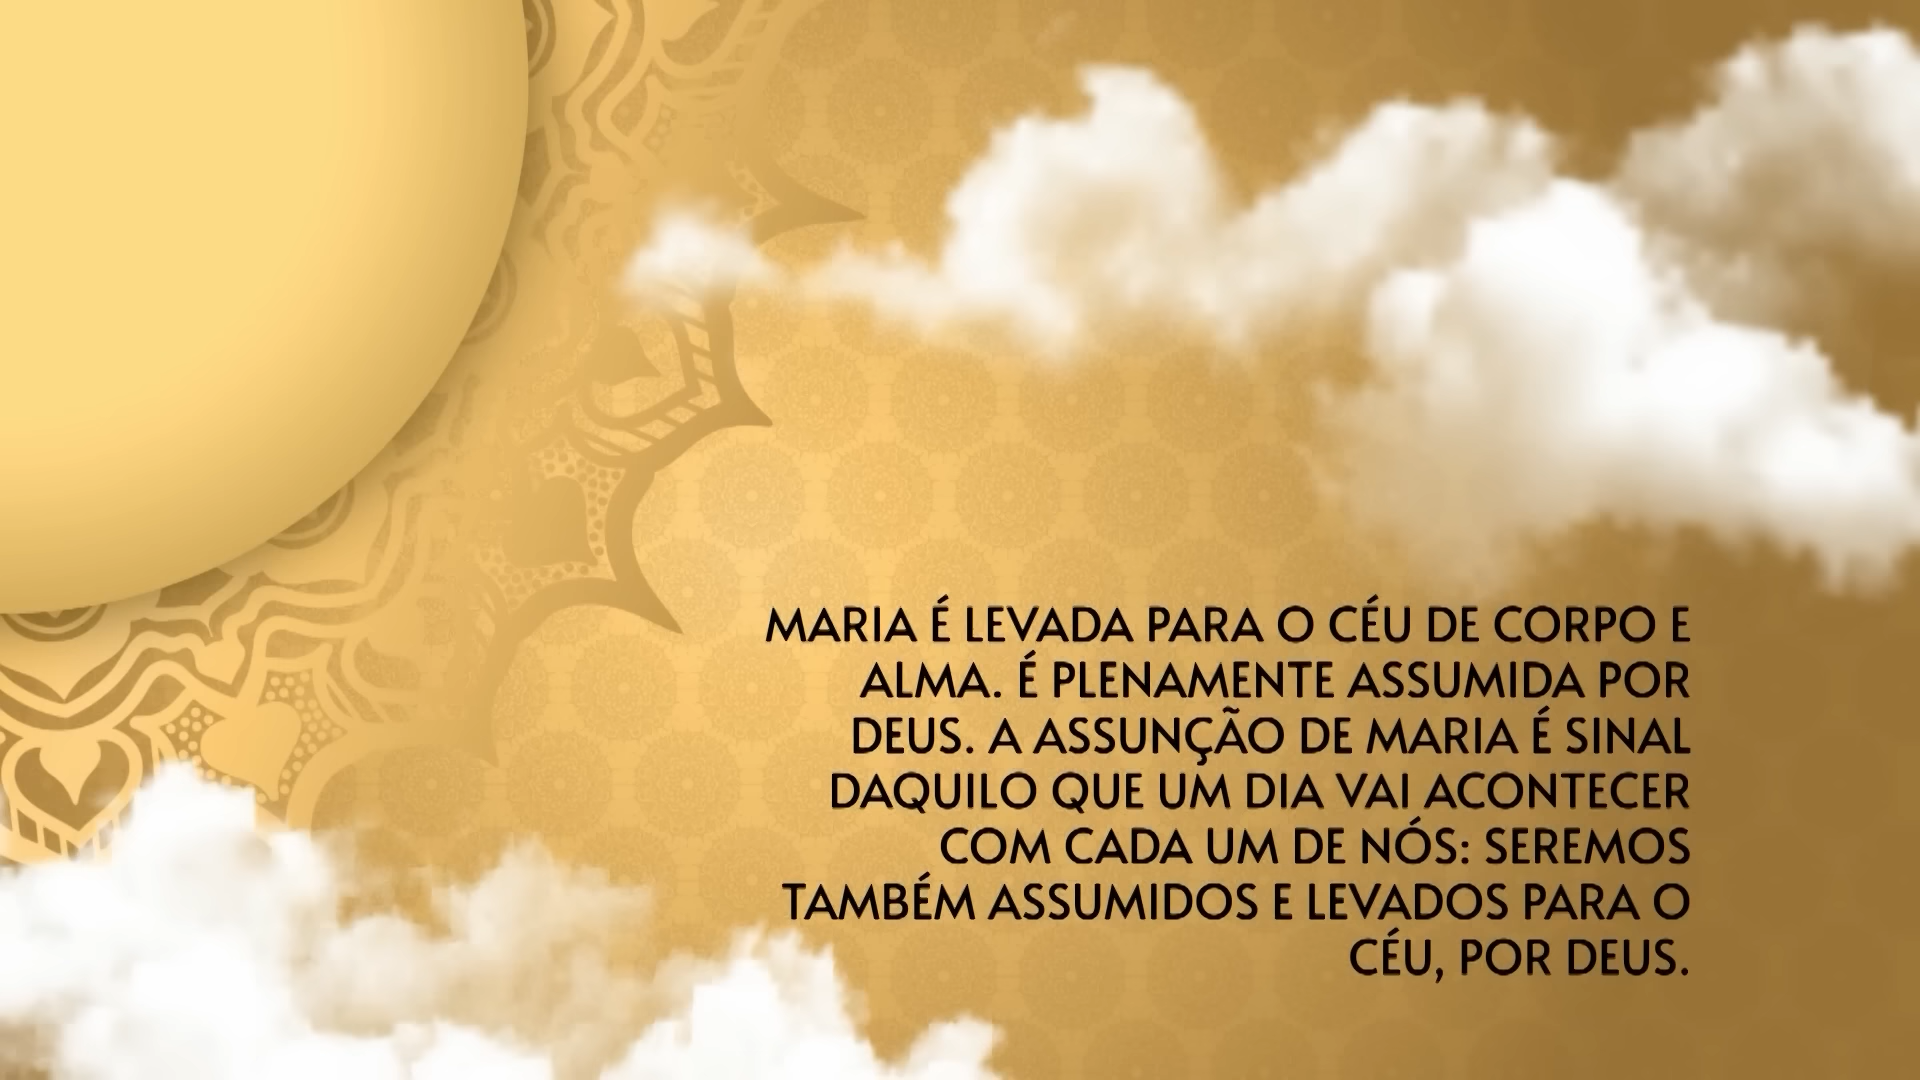 MARIA É LEVADA PARA O CÉU DE CORPO E
ALMA. É PLENAMENTE ASSUMIDA POR
DEUS. A ASSUNÇÃO DE MARIA É SINAL
DAQUILO QUE UM DIA VAI ACONTECER
COM CADA UM DE NÓS: SEREMOS
TAMBÉM ASSUMIDOS E LEVADOS PARA O
CÉU, POR DEUS.